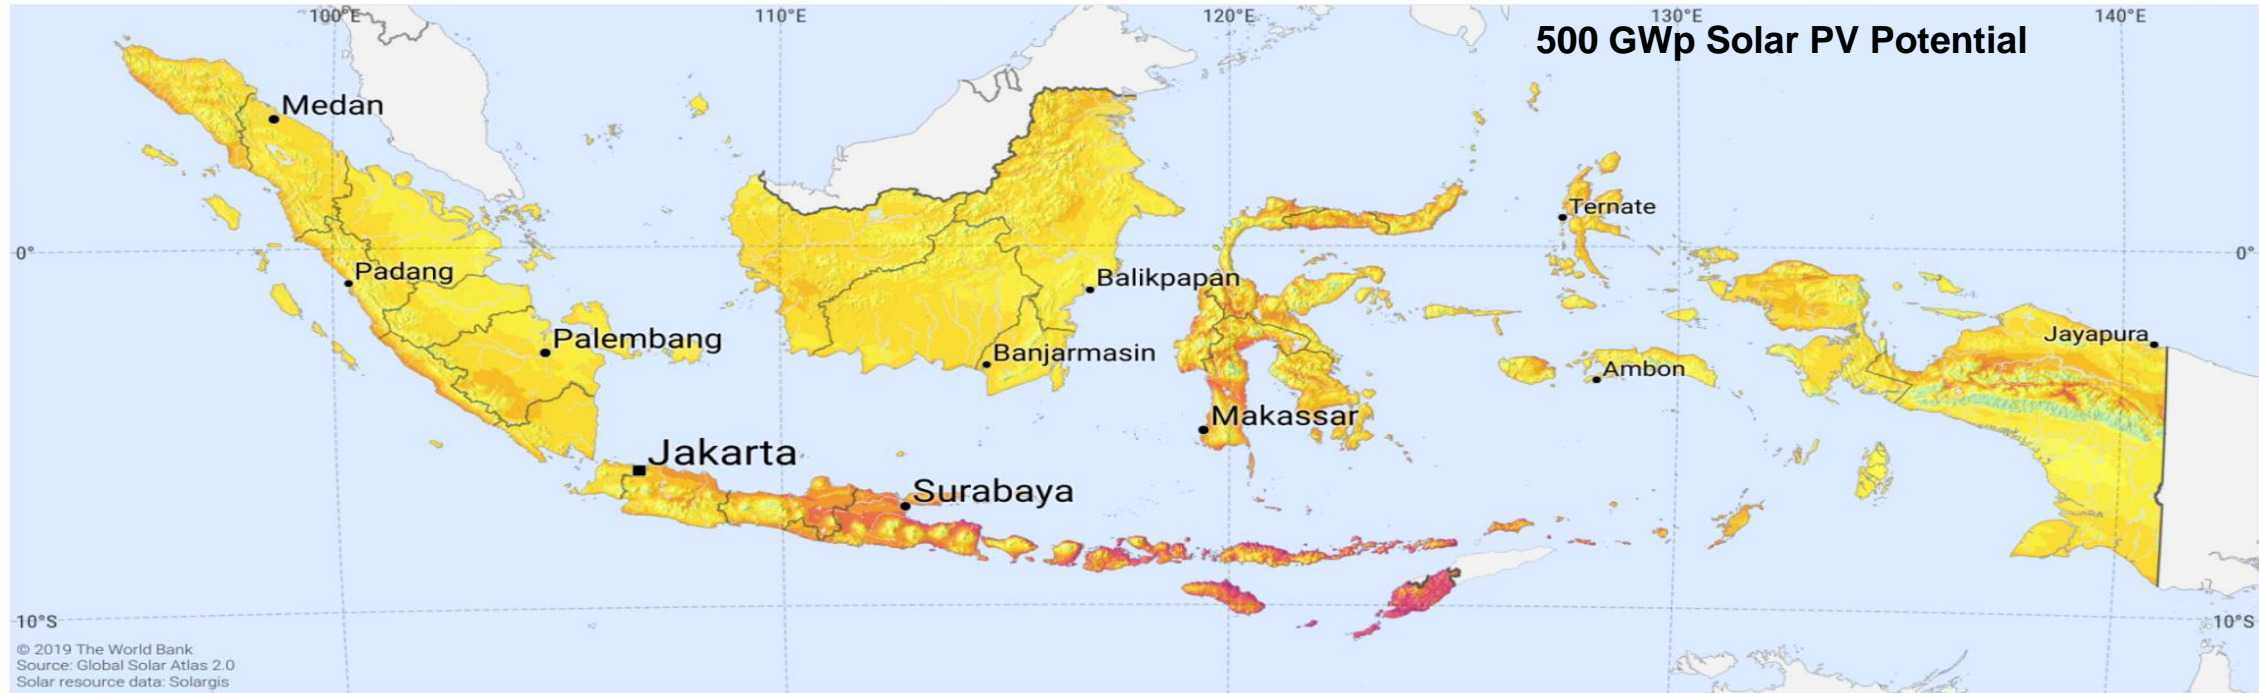 100°E
110°E
120°E
130°E
140°E
500 GWp Solar PV Potential
Medan
Ternate
0°
0°
Padang
Balikpapan
Palembang
Banjarmasin
Jayapura
Ambon
Makassar
Jakarta
Surabaya
10°S
10°S
© 2019 The World Bank
Source: Global Solar Atlas 2.0
Solar resource data: Solargis